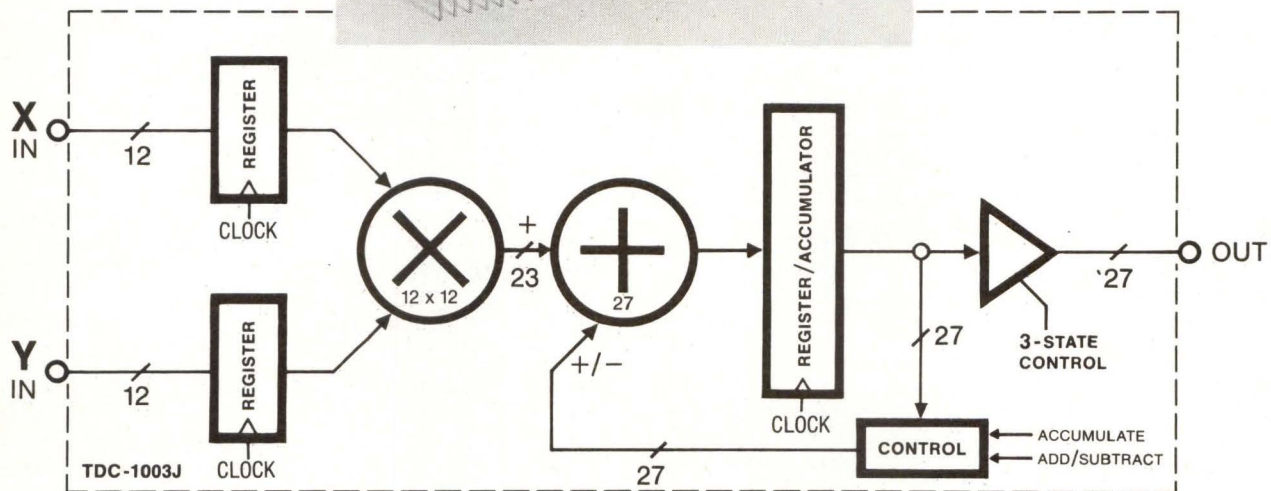 X
IN
12
REGISTER
CLOCK
Y
IN
12
REGISTER
CLOCK
12 x 12
+
23
27
+/−
REGISTER/ACCUMULATOR
CLOCK
27
3-STATE
CONTROL
'27
OUT
CONTROL
ACCUMULATE
ADD/SUBTRACT
27
TDC-1003J